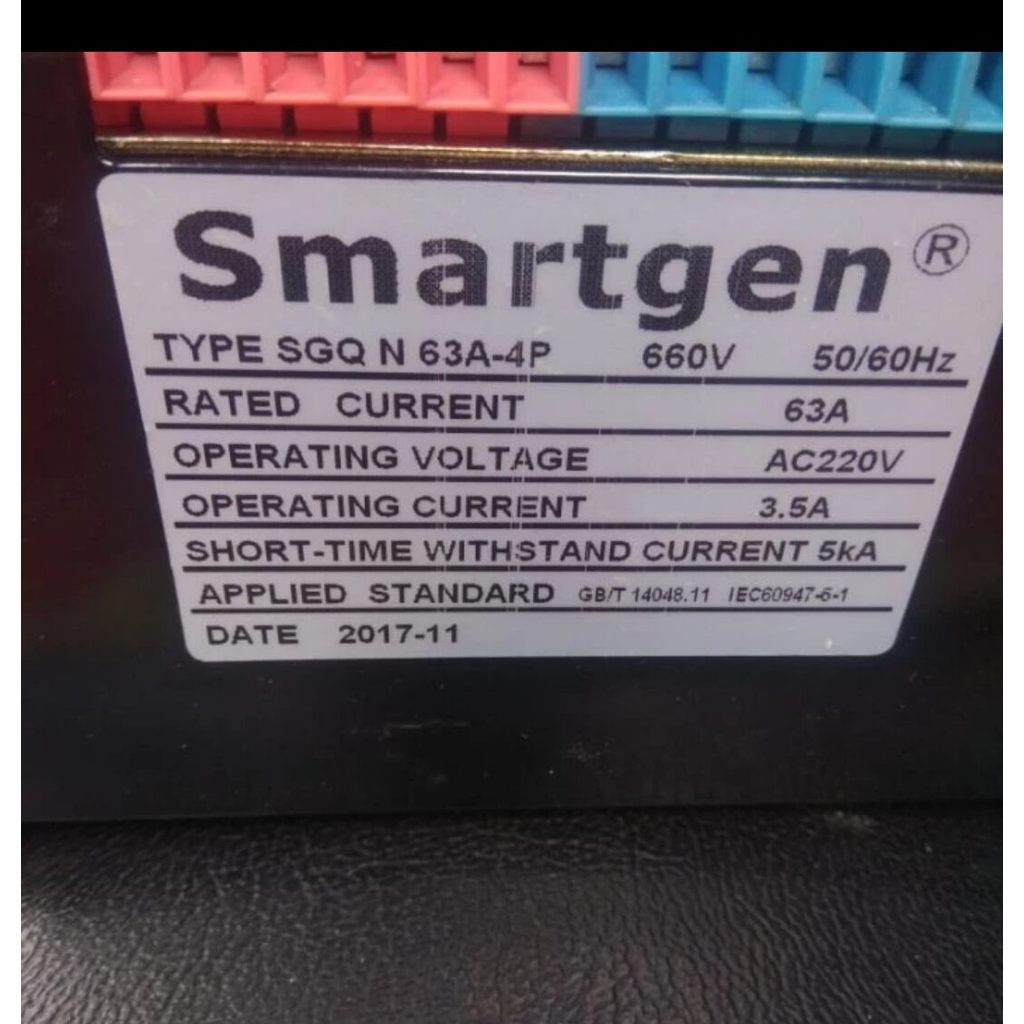 Smartgen®
TYPE SGQ N 63A-4P 660V 50/60Hz
RATED CURRENT 63A
OPERATING VOLTAGE AC220V
OPERATING CURRENT 3.5A
SHORT-TIME WITHSTAND CURRENT 5kA
APPLIED STANDARD GB/T 14048.11 IEC60947-6-1
DATE 2017-11